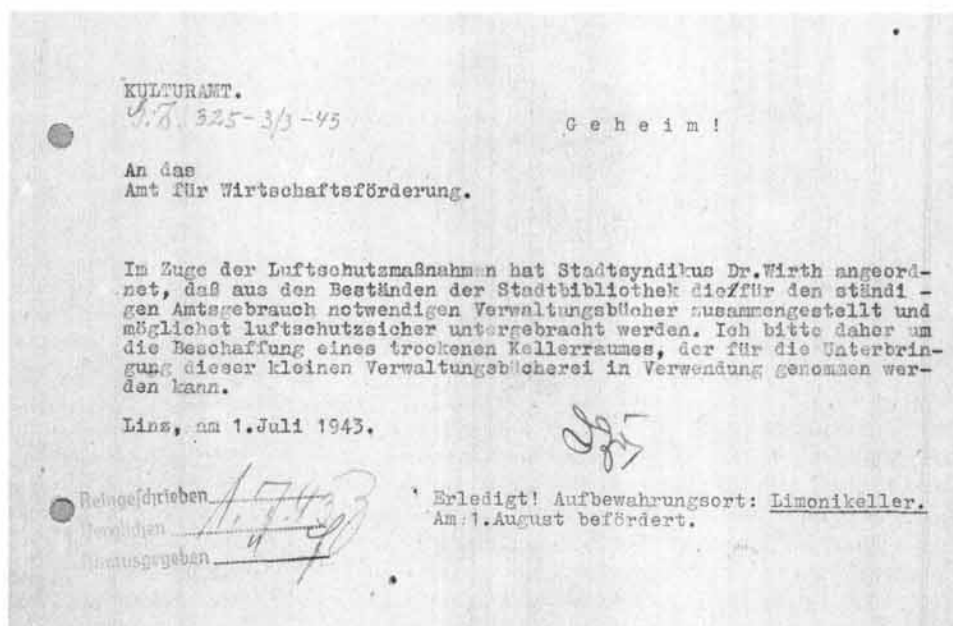 KULTURAMT.
325-3/3-43
G e h e i m !
An das
Amt für Wirtschaftsförderung.
Im Zuge der Luftschutzmaßnahmen hat Stadtsyndikus Dr.Wirth angeord-
net, daß aus den Beständen der Stadtbibliothek die für den ständi -
gen Amtsgebrauch notwendigen Verwaltungsbücher zusammengestellt und
möglichst luftschutzsicher untergebracht werden. Ich bitte daher um
die Beschaffung eines trockenen Kellerraumes, der für die Unterbrin-
gung dieser kleinen Verwaltungsbücherei in Verwendung genommen wer-
den kann.
Linz, am 1.Juli 1943.
Reingeschrieben 1.7.43
Verglichen "
Hinausgegeben
Erledigt! Aufbewahrungsort: Limonikeller.
Am 1.August befördert.